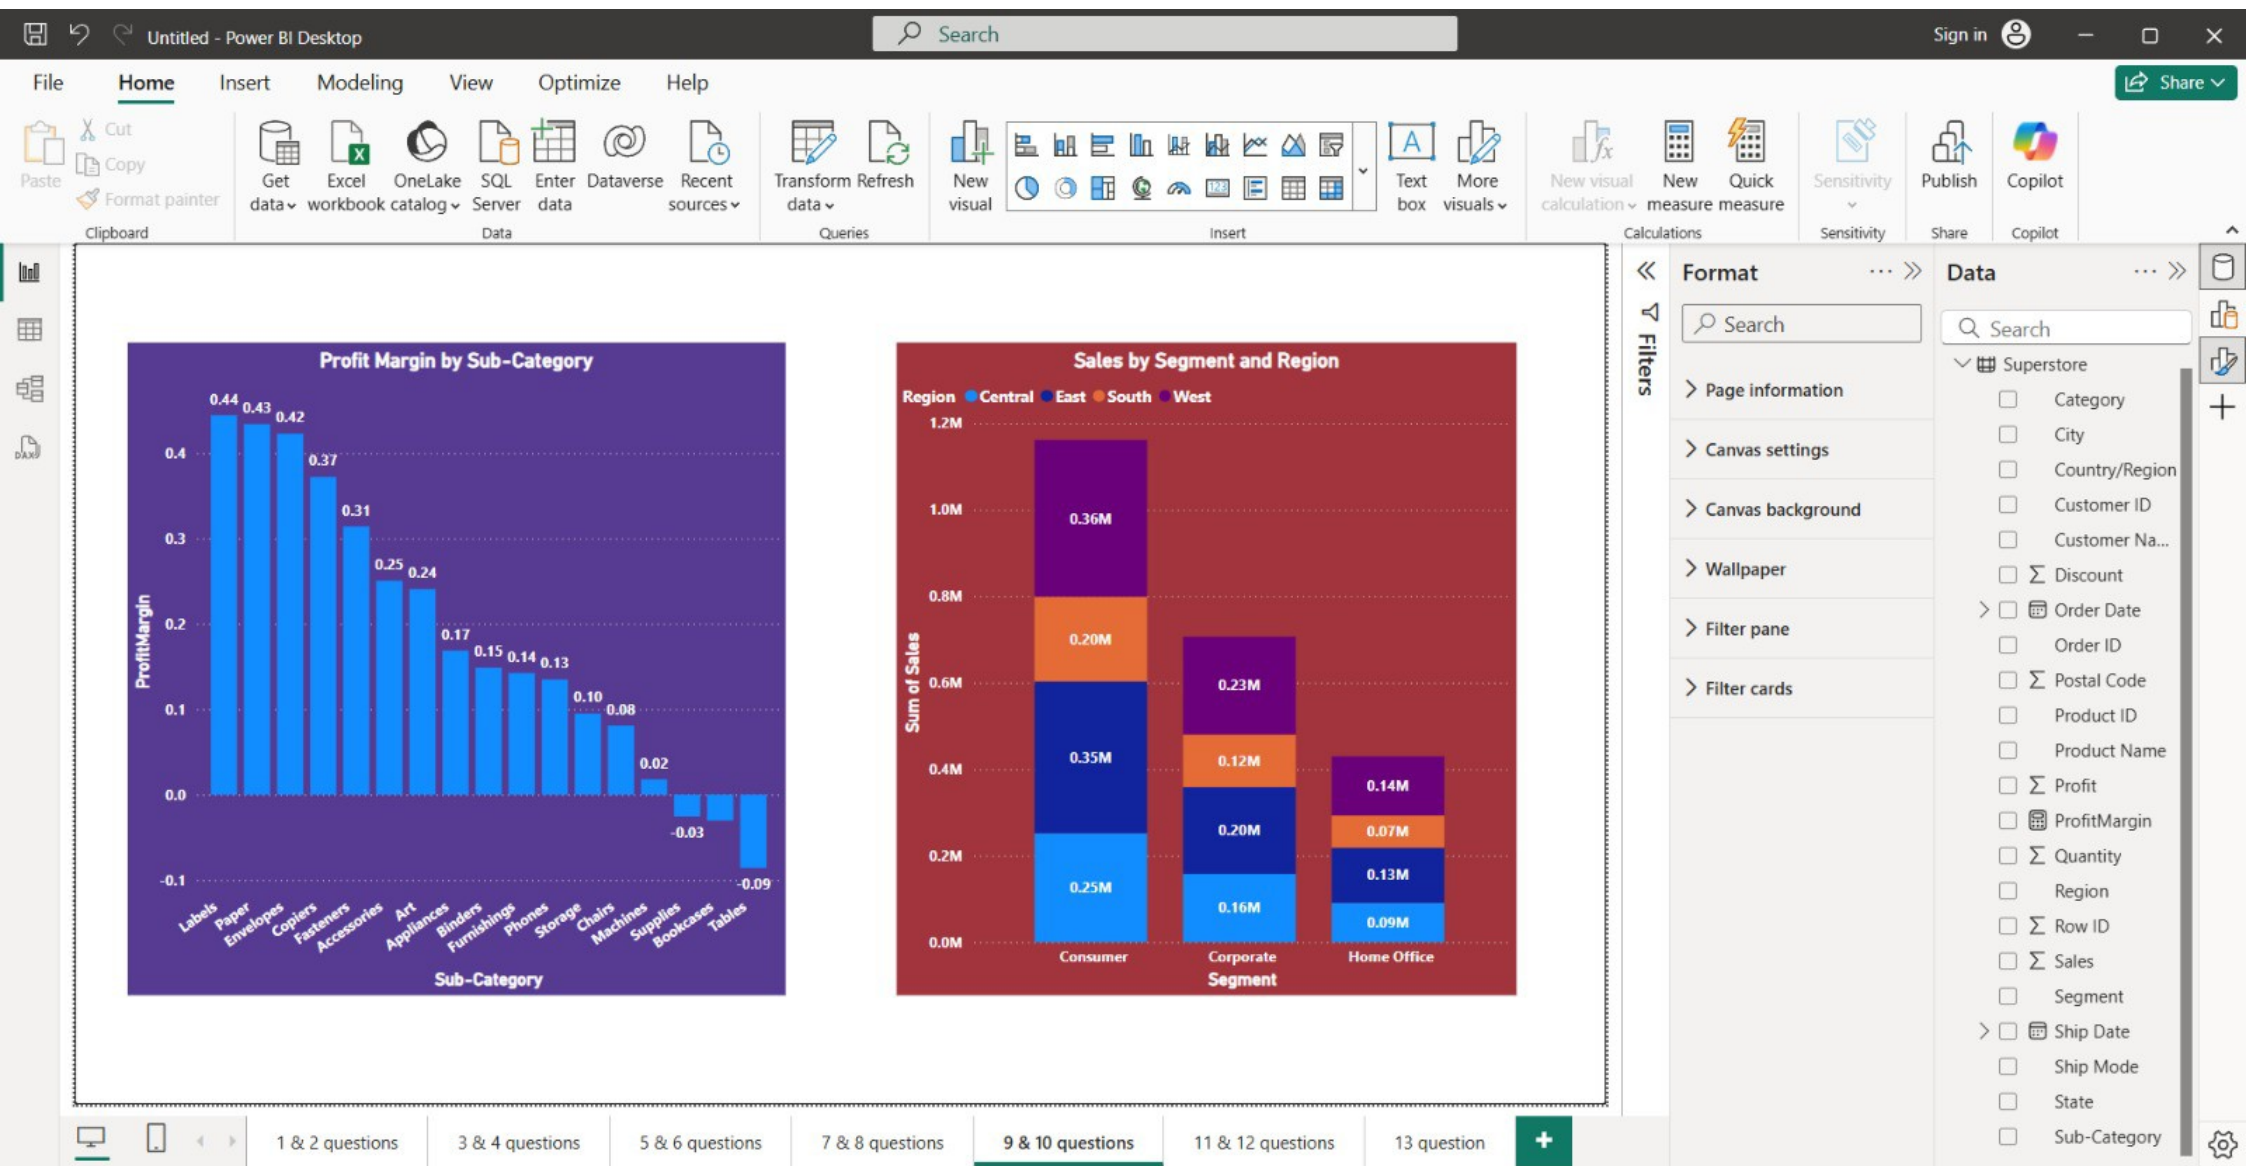 Untitled - Power BI Desktop
Search
Sign in
File Home Insert Modeling View Optimize Help
Share
Paste
Cut
Copy
Format painter
Clipboard
Get data
Excel workbook
OneLake catalog
SQL Server
Enter data
Dataverse
Recent sources
Data
Transform data
Refresh
Queries
New visual
Text box
More visuals
Insert
New visual calculation
New measure
Quick measure
Calculations
Sensitivity
Sensitivity
Publish
Share
Copilot
Copilot
Profit Margin by Sub-Category
0.44
0.43
0.42
0.37
0.31
0.25
0.24
0.17
0.15
0.14
0.13
0.10
0.08
0.02
-0.03
-0.09
0.4
0.3
0.2
0.1
0.0
-0.1
ProfitMargin
Labels
Paper
Envelopes
Copiers
Fasteners
Accessories
Art
Appliances
Binders
Furnishings
Phones
Storage
Chairs
Machines
Supplies
Bookcases
Tables
Sub-Category
Sales by Segment and Region
Region Central East South West
1.2M
1.0M
0.8M
0.6M
0.4M
0.2M
0.0M
Sum of Sales
0.36M
0.20M
0.35M
0.25M
0.23M
0.12M
0.20M
0.16M
0.14M
0.07M
0.13M
0.09M
Consumer
Corporate
Home Office
Segment
Filters
Format
Search
Page information
Canvas settings
Canvas background
Wallpaper
Filter pane
Filter cards
Data
Search
Superstore
Category
City
Country/Region
Customer ID
Customer Na...
Discount
Order Date
Order ID
Postal Code
Product ID
Product Name
Profit
ProfitMargin
Quantity
Region
Row ID
Sales
Segment
Ship Date
Ship Mode
State
Sub-Category
DAX
1 & 2 questions
3 & 4 questions
5 & 6 questions
7 & 8 questions
9 & 10 questions
11 & 12 questions
13 question